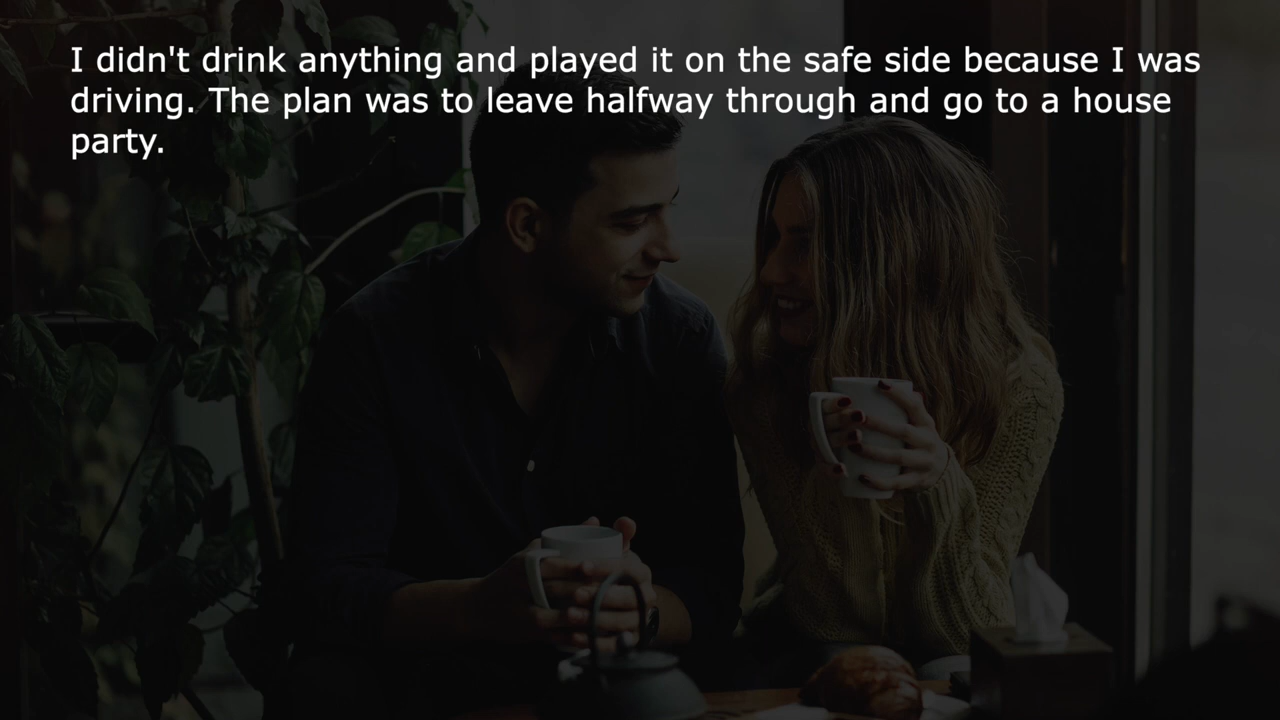 I didn't drink anything and played it on the safe side because I was
driving. The plan was to leave halfway through and go to a house
party.